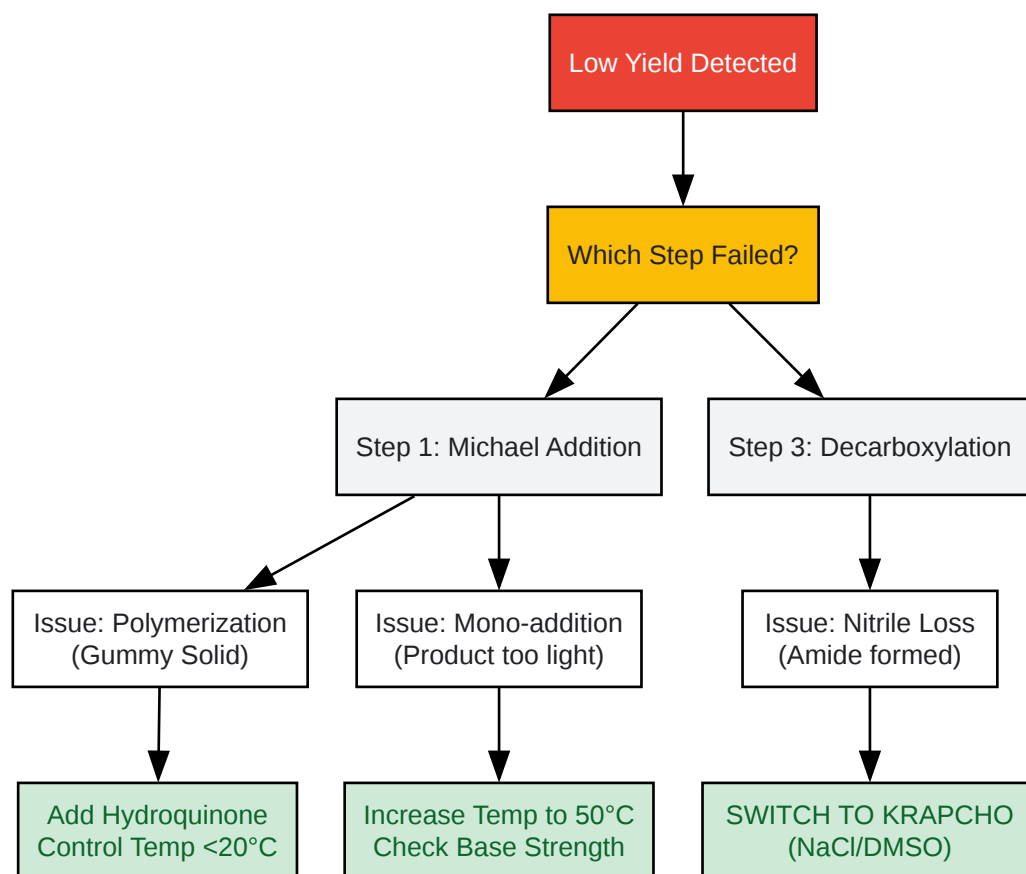 Low Yield Detected
Which Step Failed?
Step 1: Michael Addition
Step 3: Decarboxylation
Issue: Polymerization
(Gummy Solid)
Issue: Mono-addition
(Product too light)
Issue: Nitrile Loss
(Amide formed)
Add Hydroquinone
Control Temp <20°C
Increase Temp to 50°C
Check Base Strength
SWITCH TO KRAPCHO
(NaCl/DMSO)